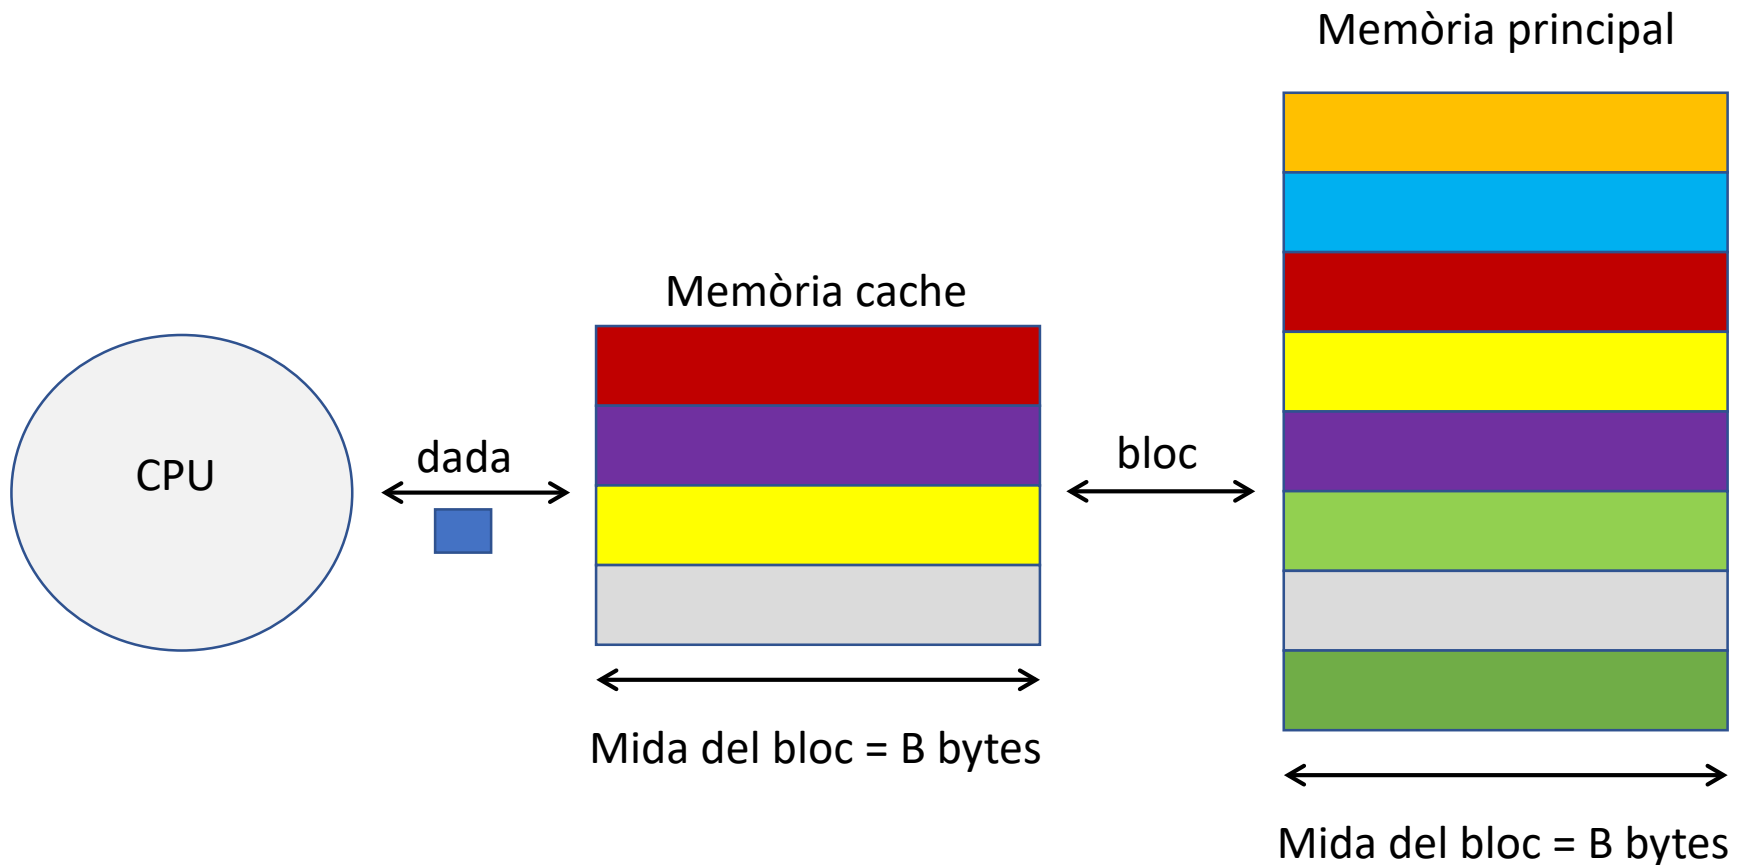 Memòria principal
Memòria cache
CPU
dada
bloc
Mida del bloc = B bytes
Mida del bloc = B bytes